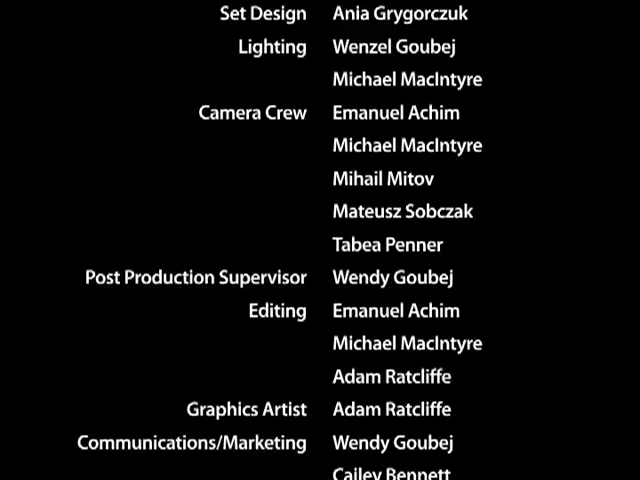 Set Design Ania Grygorczuk
Lighting Wenzel Goubej
Michael MacIntyre
Camera Crew Emanuel Achim
Michael MacIntyre
Mihail Mitov
Mateusz Sobczak
Tabea Penner
Post Production Supervisor Wendy Goubej
Editing Emanuel Achim
Michael MacIntyre
Adam Ratcliffe
Graphics Artist Adam Ratcliffe
Communications/Marketing Wendy Goubej
Cailey Bennett